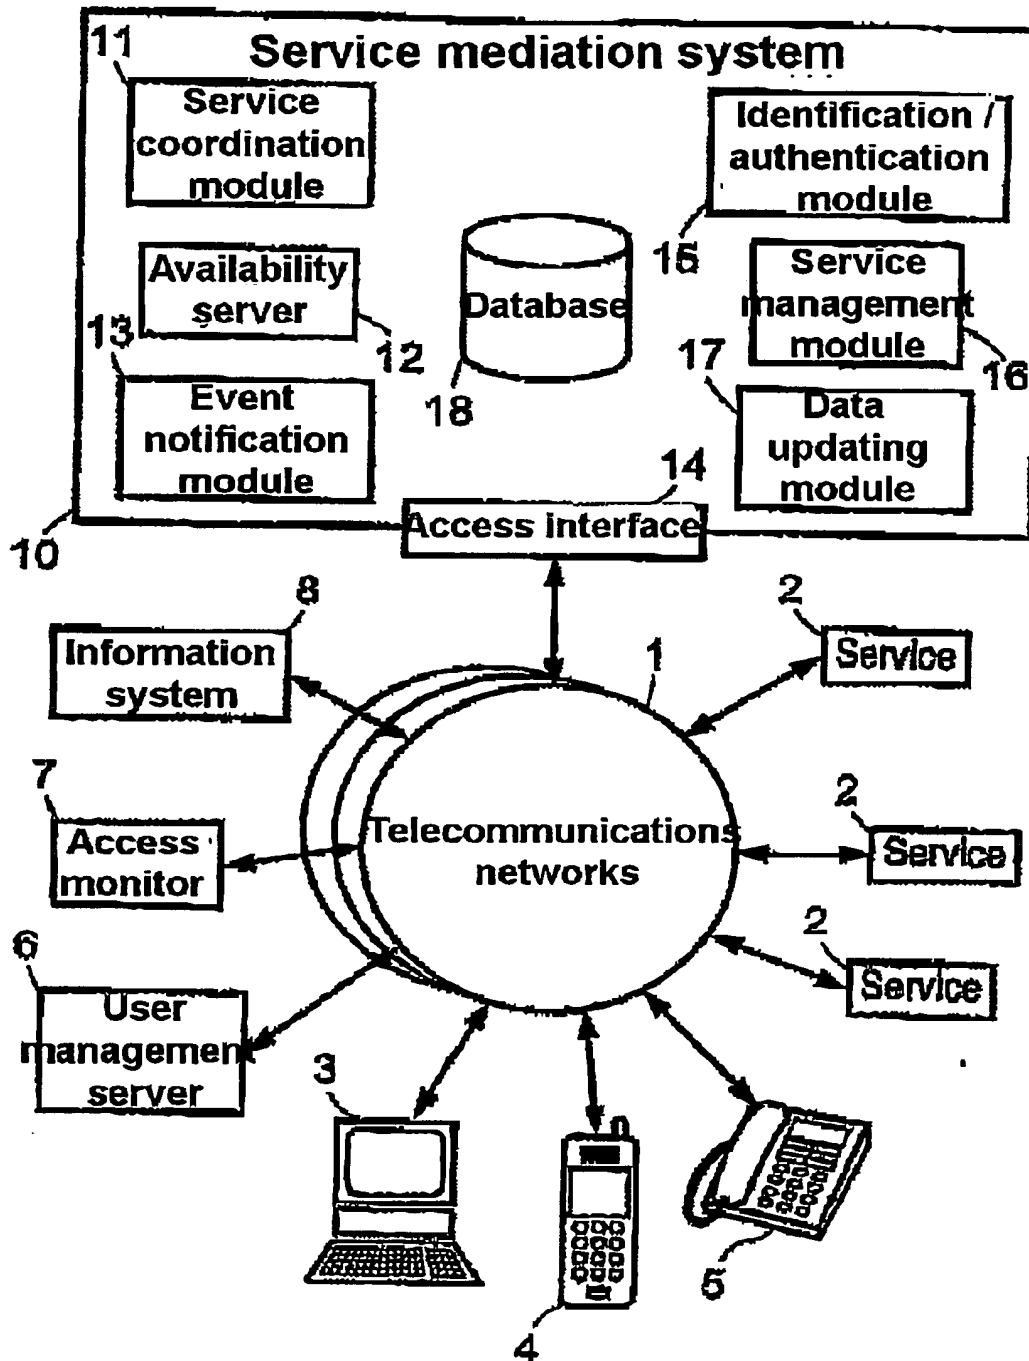 Service mediation system
11
Service
coordination
module
Identification /
authentication
module
15
Availability
server
12
Database
18
Service
management
module
16
13
Event
notification
module
17
Data
updating
module
14
Access interface
10
8
Information
system
2
Service
1
7
Access
monitor
Telecommunications
networks
2
Service
6
User
management
server
2
Service
3
4
5